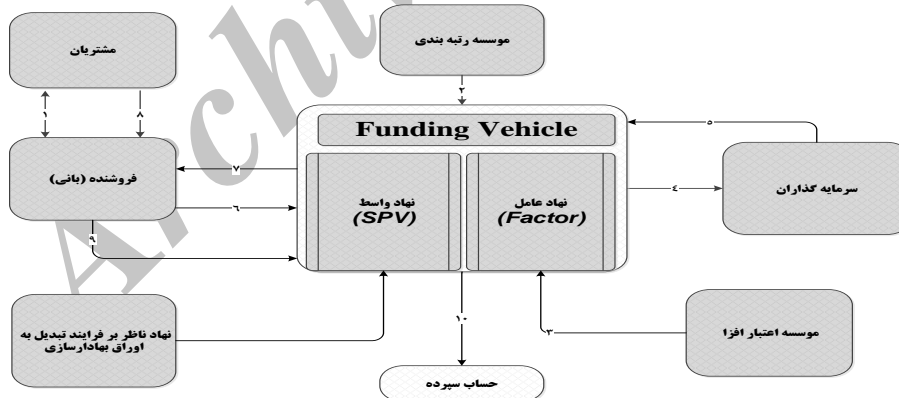 مشتریان
موسسه رتبه بندی
۱
۸
۲
Funding Vehicle
۵
فروشنده (بانی)
۷
۶
۹
نهاد واسط
(SPV)
نهاد عامل
(Factor)
۴
سرمایه گذاران
نهاد ناظر بر فرایند تبدیل به
اوراق بهادارسازی
۱۰
۳
موسسه اعتبار افزا
حساب سپرده
Archi